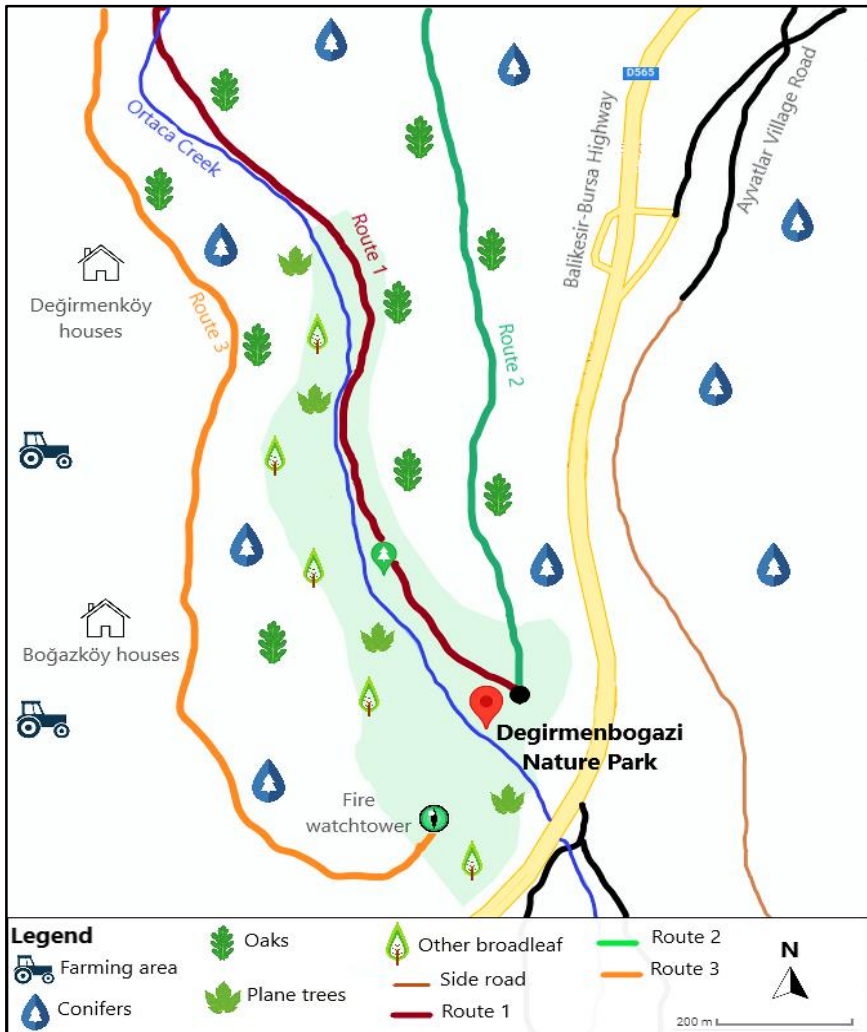 D565
Balikesir-Bursa Highway
Ayvatlar Village Road
Ortaca Creek
Route 1
Değirmenköy
houses
Route 3
Route 2
Boğazköy houses
Degirmenbogazi
Nature Park
Fire
watchtower
Legend
Farming area
Conifers
Oaks
Plane trees
Other broadleaf
Side road
Route 1
Route 2
Route 3
N
200 m